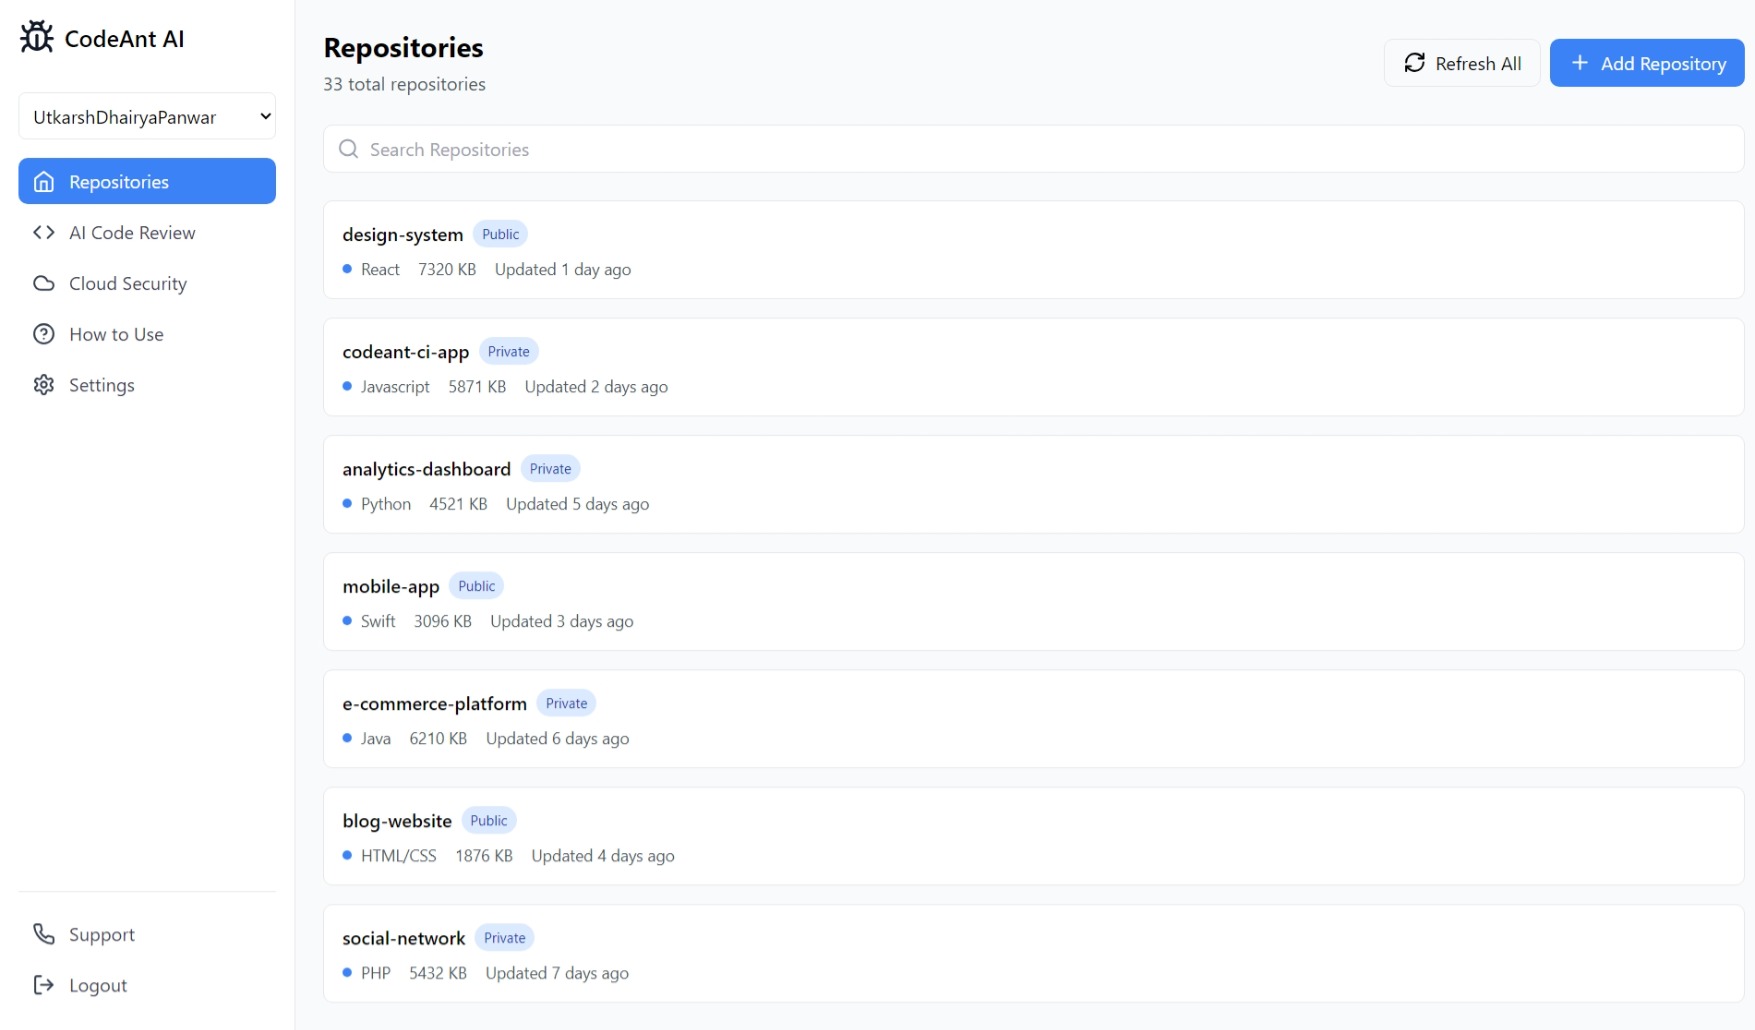 CodeAnt AI
UtkarshDhairyaPanwar
Repositories
AI Code Review
Cloud Security
How to Use
Settings
Support
Logout
Repositories
33 total repositories
Refresh All
Add Repository
Search Repositories
design-system Public
React 7320 KB Updated 1 day ago
codeant-ci-app Private
Javascript 5871 KB Updated 2 days ago
analytics-dashboard Private
Python 4521 KB Updated 5 days ago
mobile-app Public
Swift 3096 KB Updated 3 days ago
e-commerce-platform Private
Java 6210 KB Updated 6 days ago
blog-website Public
HTML/CSS 1876 KB Updated 4 days ago
social-network Private
PHP 5432 KB Updated 7 days ago